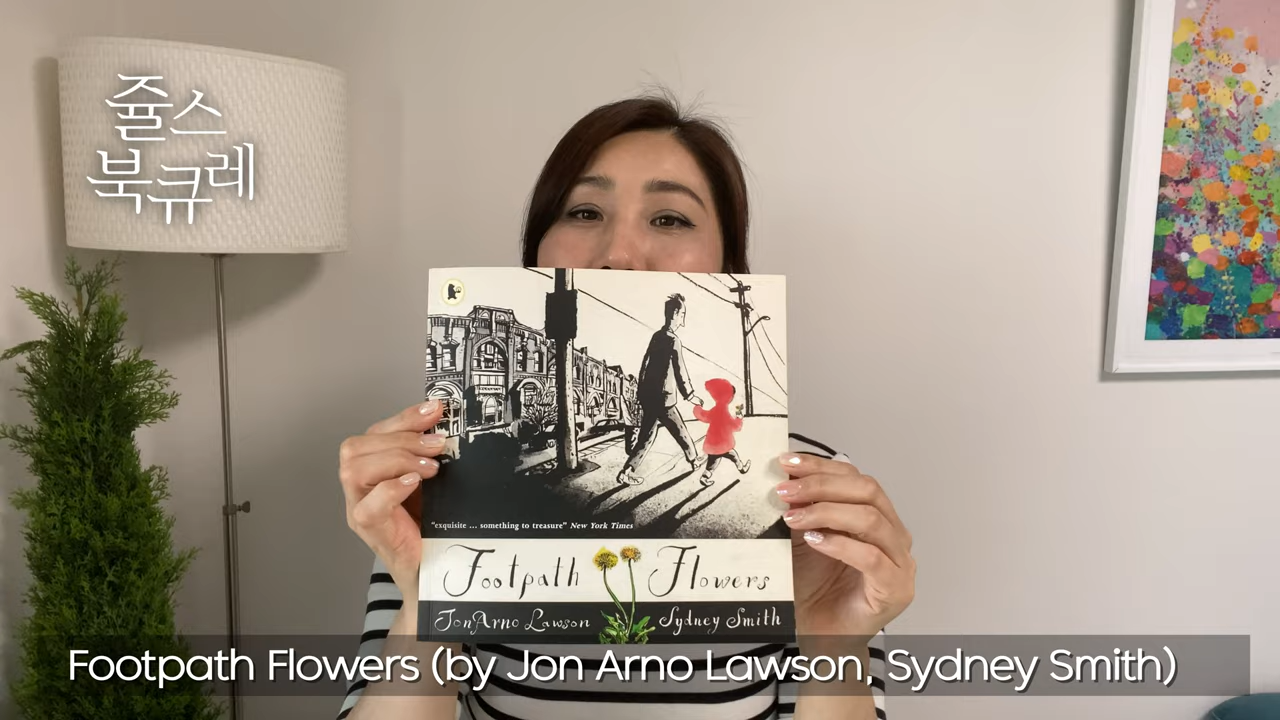 쥴스
북큐레
"exquisite ... something to treasure" New York Times
Footpath Flowers
JonArno Lawson Sydney Smith
Footpath Flowers (by Jon Arno Lawson, Sydney Smith)